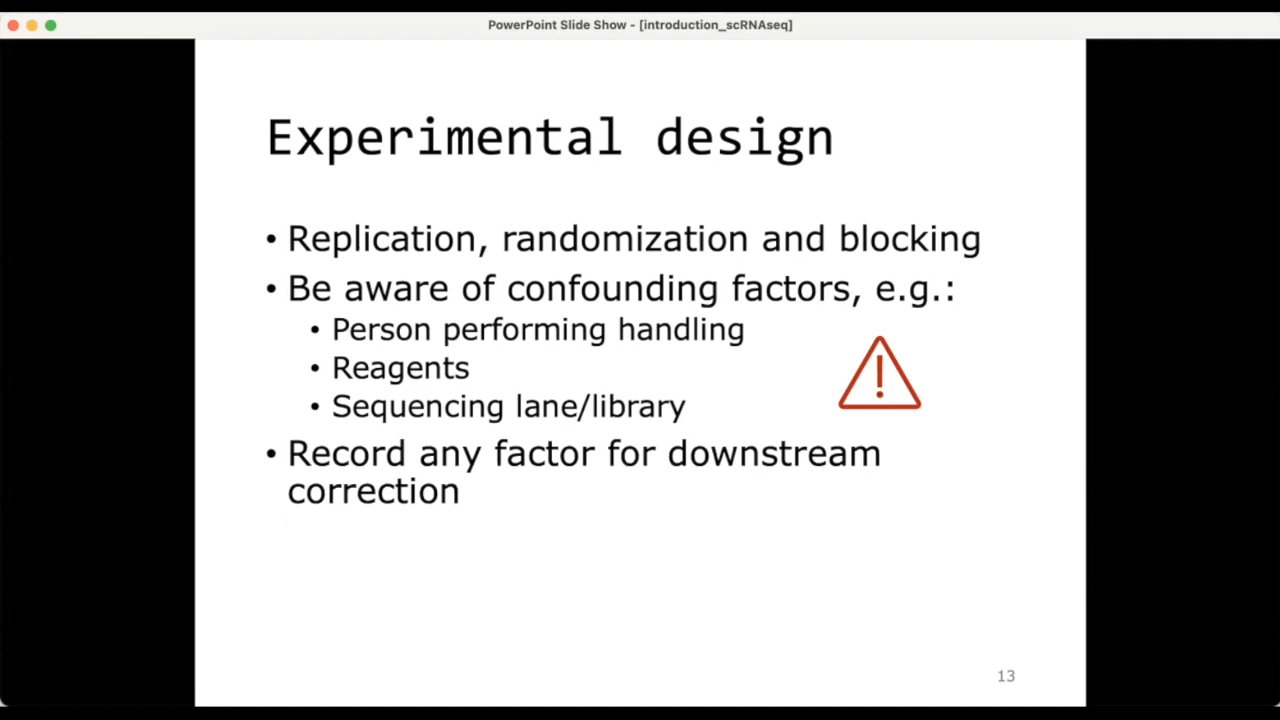 PowerPoint Slide Show - [introduction_scRNAseq]
Experimental design
• Replication, randomization and blocking
• Be aware of confounding factors, e.g.:
• Person performing handling
• Reagents
• Sequencing lane/library
• Record any factor for downstream
correction
13